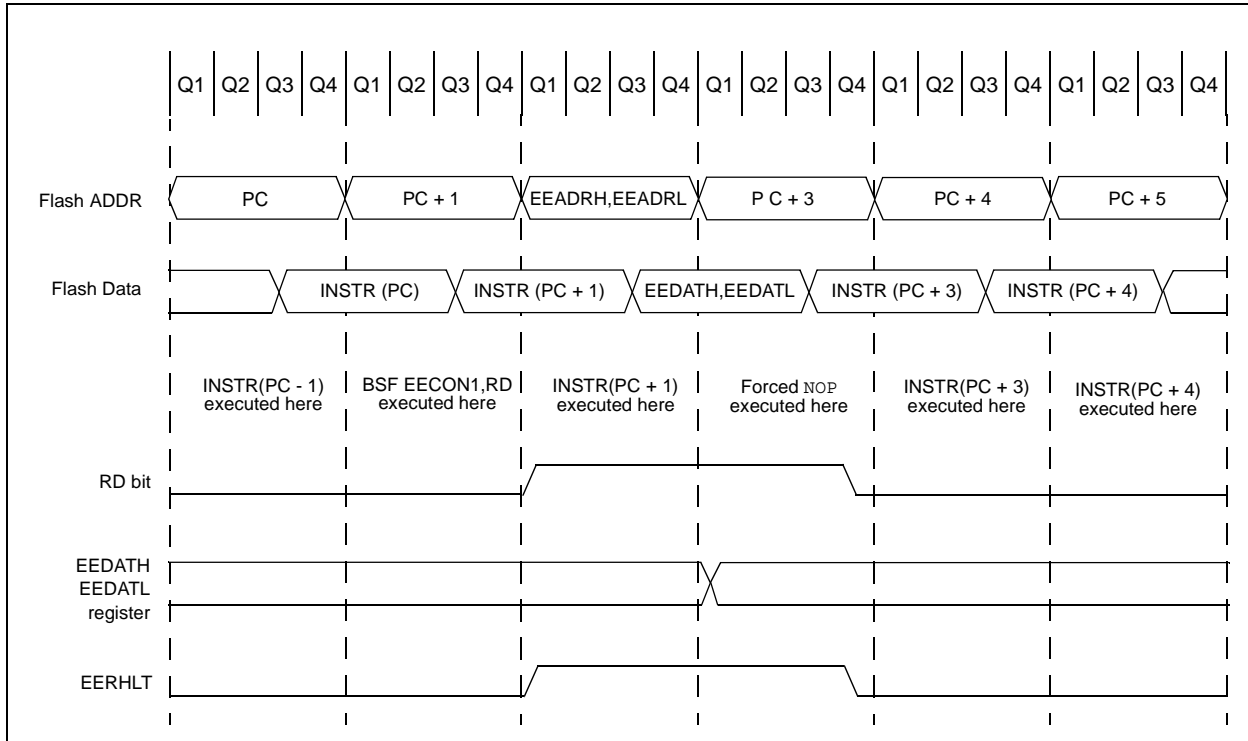 Q1 Q2 Q3 Q4 Q1 Q2 Q3 Q4 Q1 Q2 Q3 Q4 Q1 Q2 Q3 Q4 Q1 Q2 Q3 Q4 Q1 Q2 Q3 Q4
Flash ADDR PC PC + 1 EEADRH,EEADRL P C + 3 PC + 4 PC + 5
Flash Data INSTR (PC) INSTR (PC + 1) EEDATH,EEDATL INSTR (PC + 3) INSTR (PC + 4)
INSTR(PC - 1) BSF EECON1,RD INSTR(PC + 1) Forced NOP INSTR(PC + 3) INSTR(PC + 4)
executed here executed here executed here executed here executed here executed here
RD bit
EEDATH
EEDATL
register
EERHLT